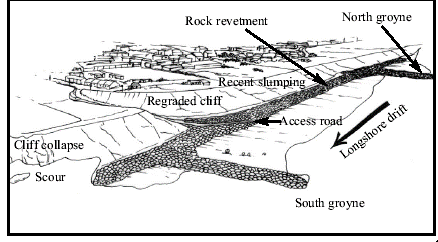 North groyne
Rock revetment
Recent slumping
Regraded cliff
Access road
Longshore drift
Cliff collapse
Scour
South groyne